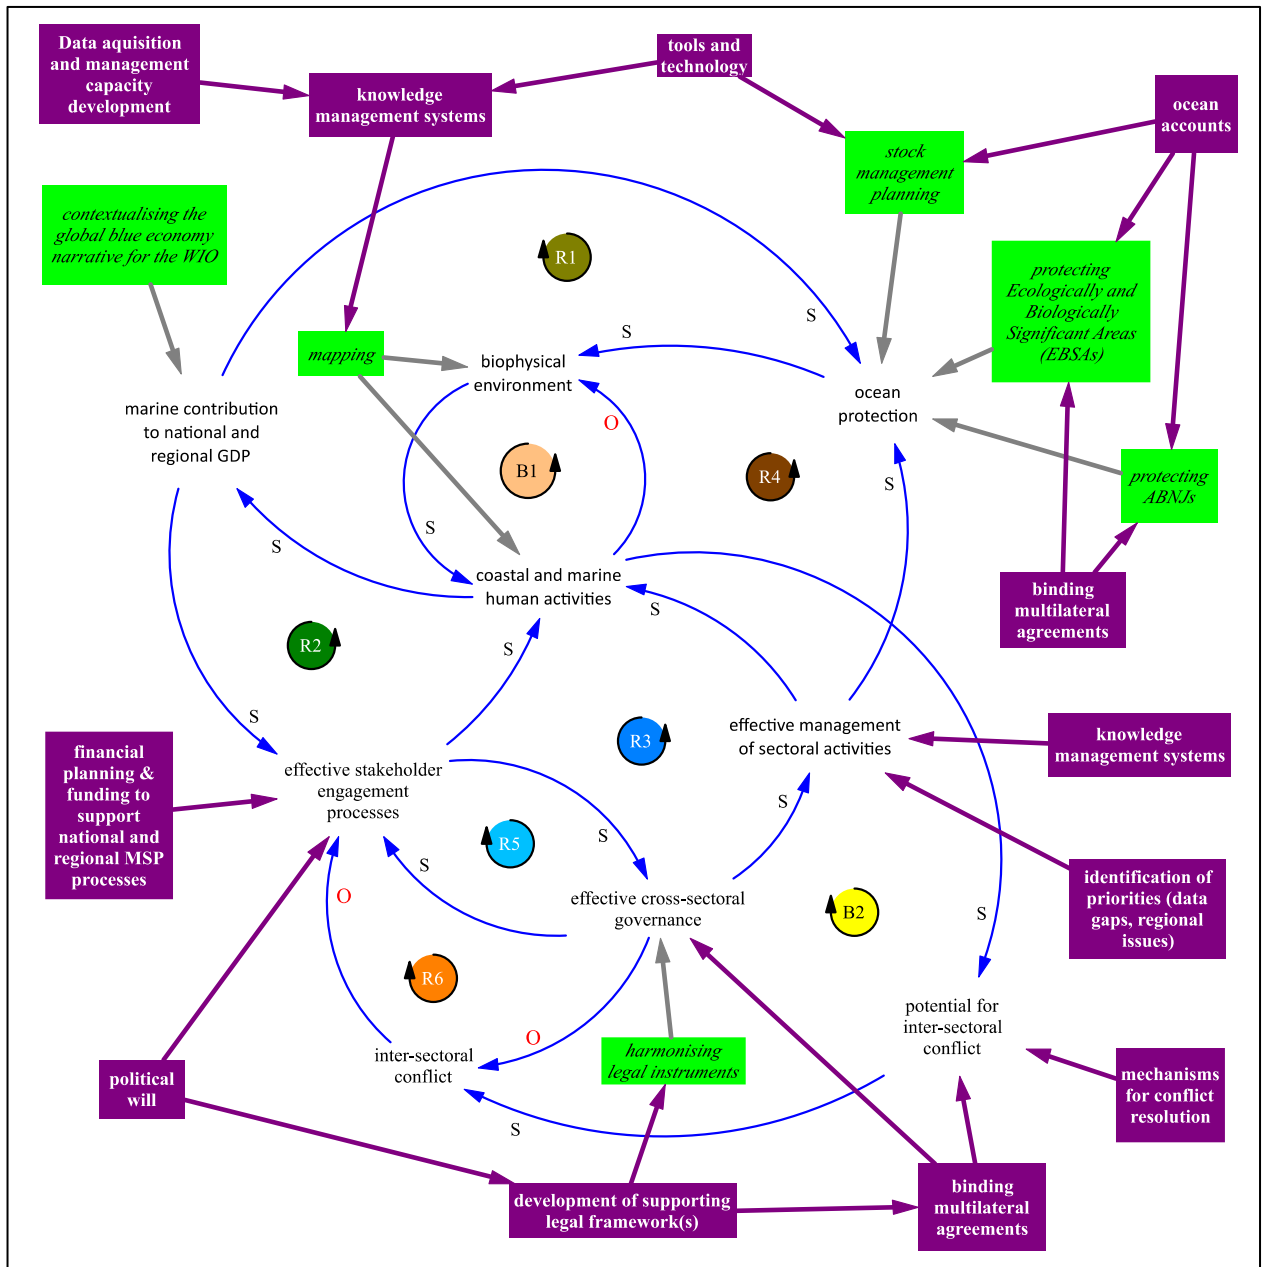 Data aquisition
and management
capacity
development
knowledge
management systems
tools and
technology
ocean
accounts
stock
management
planning
contextualising the
global blue economy
narrative for the WIO
R1
protecting
Ecologically and
Biologically
Significant Areas
(EBSAs)
S
S
mapping
biophysical
environment
ocean
protection
marine contribution
to national and
regional GDP
O
B1
R4
S
protecting
ABNJs
S
S
coastal and marine
human activities
S
binding
multilateral
agreements
R2
S
S
R3
effective management
of sectoral activities
knowledge
management systems
financial
planning &
funding to
support
national and
regional MSP
processes
effective stakeholder
engagement
processes
S
R5
S
S
identification of
priorities (data
gaps, regional
issues)
O
effective cross-sectoral
governance
B2
S
R6
potential for
inter-sectoral
conflict
O
inter-sectoral
conflict
harmonising
legal instruments
political
will
mechanisms
for conflict
resolution
S
development of supporting
legal framework(s)
binding
multilateral
agreements